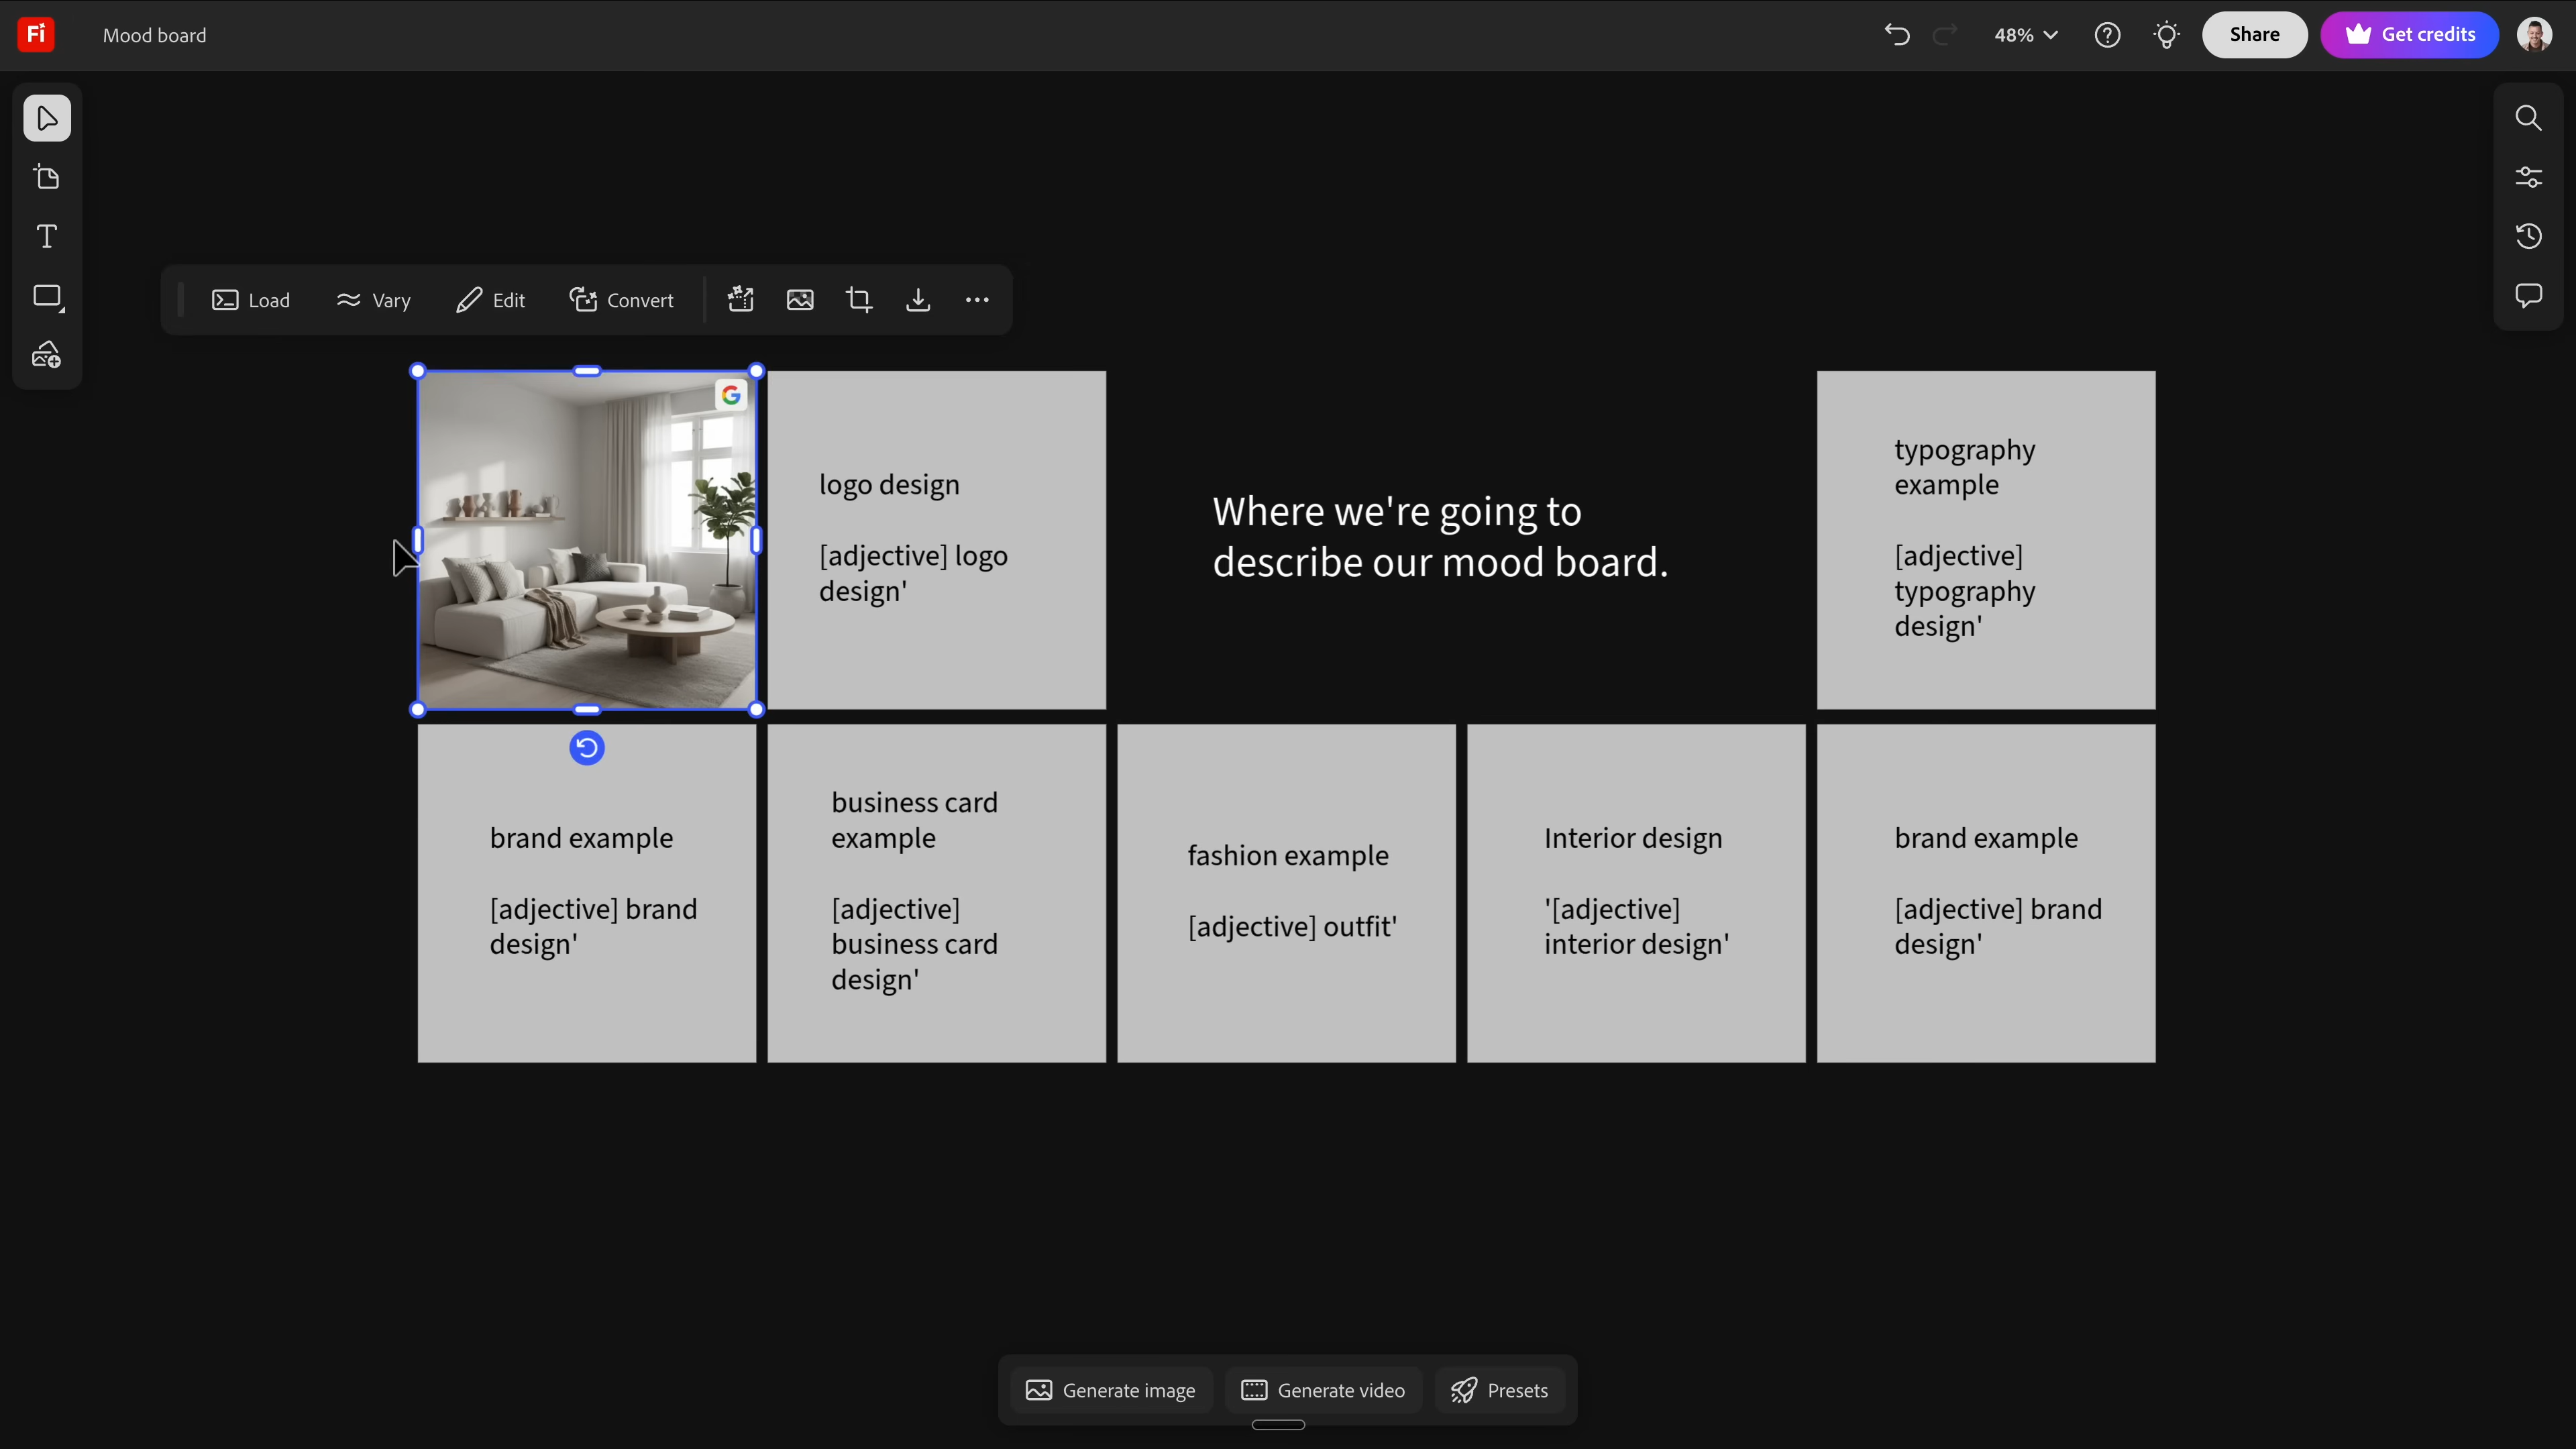 Fi
Mood board
48%
Share
Get credits
Load
Vary
Edit
Convert
G
logo design
[adjective] logo
design'
Where we're going to
describe our mood board.
typography
example
[adjective]
typography
design'
brand example
[adjective] brand
design'
business card
example
[adjective]
business card
design'
fashion example
[adjective] outfit'
Interior design
'[adjective]
interior design'
brand example
[adjective] brand
design'
Generate image
Generate video
Presets